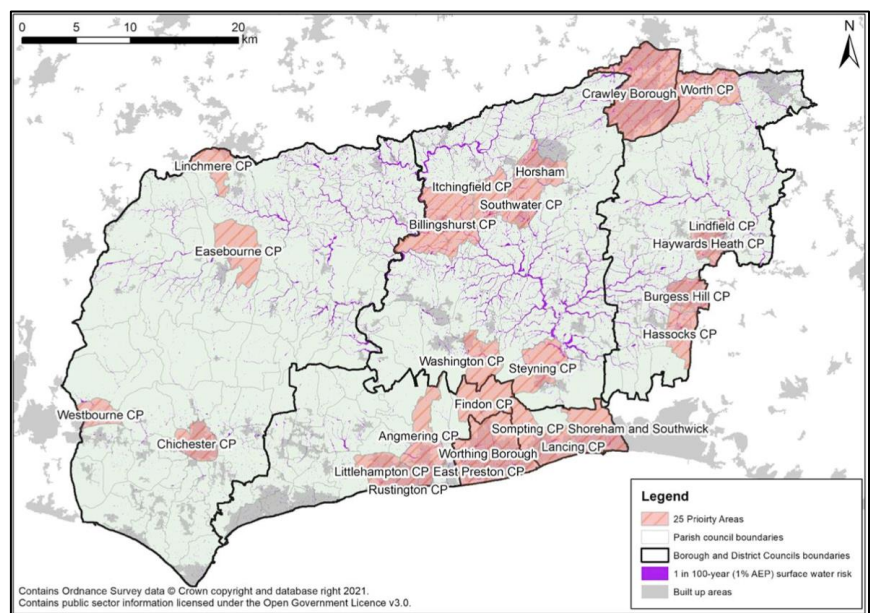 0 5 10 20
km
N
Crawley Borough
Worth CP
Linchmere CP
Horsham
Itchingfield CP
Southwater CP
Billingshurst CP
Lindfield CP
Haywards Heath CP
Easebourne CP
Burgess Hill CP
Hassocks CP
Washington CP
Steyning CP
Westbourne CP
Findon CP
Chichester CP
Angmering CP
Sompting CP
Shoreham and Southwick
Worthing Borough
Lancing CP
Littlehampton CP
East Preston CP
Rustington CP
Legend
25 Prioirty Areas
Parish council boundaries
Borough and District Councils boundaries
1 in 100-year (1% AEP) surface water risk
Built up areas
Contains Ordnance Survey data © Crown copyright and database right 2021.
Contains public sector information licensed under the Open Government Licence v3.0.